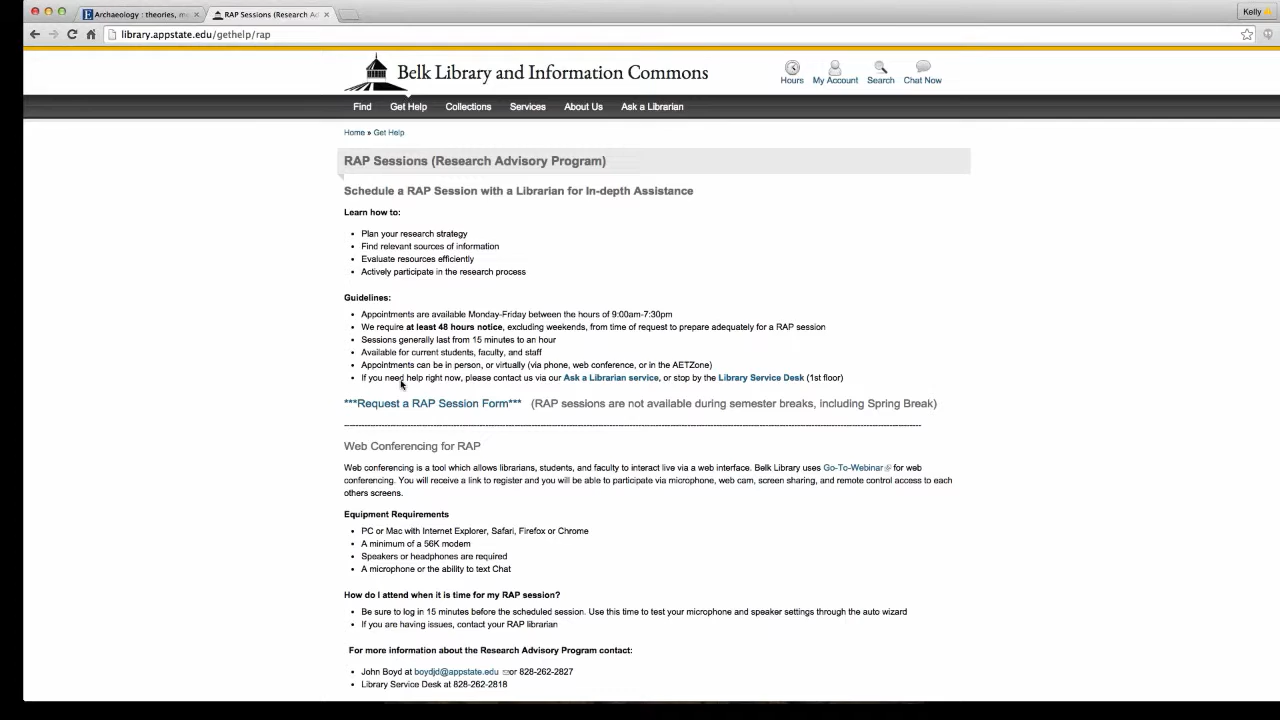 Archaeology : theories, m
RAP Sessions (Research Ad
Kelly
library.appstate.edu/gethelp/rap
Belk Library and Information Commons
Hours My Account Search Chat Now
Find Get Help Collections Services About Us Ask a Librarian
Home » Get Help
RAP Sessions (Research Advisory Program)
Schedule a RAP Session with a Librarian for In-depth Assistance
Learn how to:
• Plan your research strategy
• Find relevant sources of information
• Evaluate resources efficiently
• Actively participate in the research process
Guidelines:
• Appointments are available Monday-Friday between the hours of 9:00am-7:30pm
• We require at least 48 hours notice, excluding weekends, from time of request to prepare adequately for a RAP session
• Sessions generally last from 15 minutes to an hour
• Available for current students, faculty, and staff
• Appointments can be in person, or virtually (via phone, web conference, or in the AETZone)
• If you need help right now, please contact us via our Ask a Librarian service, or stop by the Library Service Desk (1st floor)
***Request a RAP Session Form*** (RAP sessions are not available during semester breaks, including Spring Break)
Web Conferencing for RAP
Web conferencing is a tool which allows librarians, students, and faculty to interact live via a web interface. Belk Library uses Go-To-Webinar for web
conferencing. You will receive a link to register and you will be able to participate via microphone, web cam, screen sharing, and remote control access to each
others screens.
Equipment Requirements
• PC or Mac with Internet Explorer, Safari, Firefox or Chrome
• A minimum of a 56K modem
• Speakers or headphones are required
• A microphone or the ability to text Chat
How do I attend when it is time for my RAP session?
• Be sure to log in 15 minutes before the scheduled session. Use this time to test your microphone and speaker settings through the auto wizard
• If you are having issues, contact your RAP librarian
For more information about the Research Advisory Program contact:
• John Boyd at boydjd@appstate.edu or 828-262-2827
• Library Service Desk at 828-262-2818